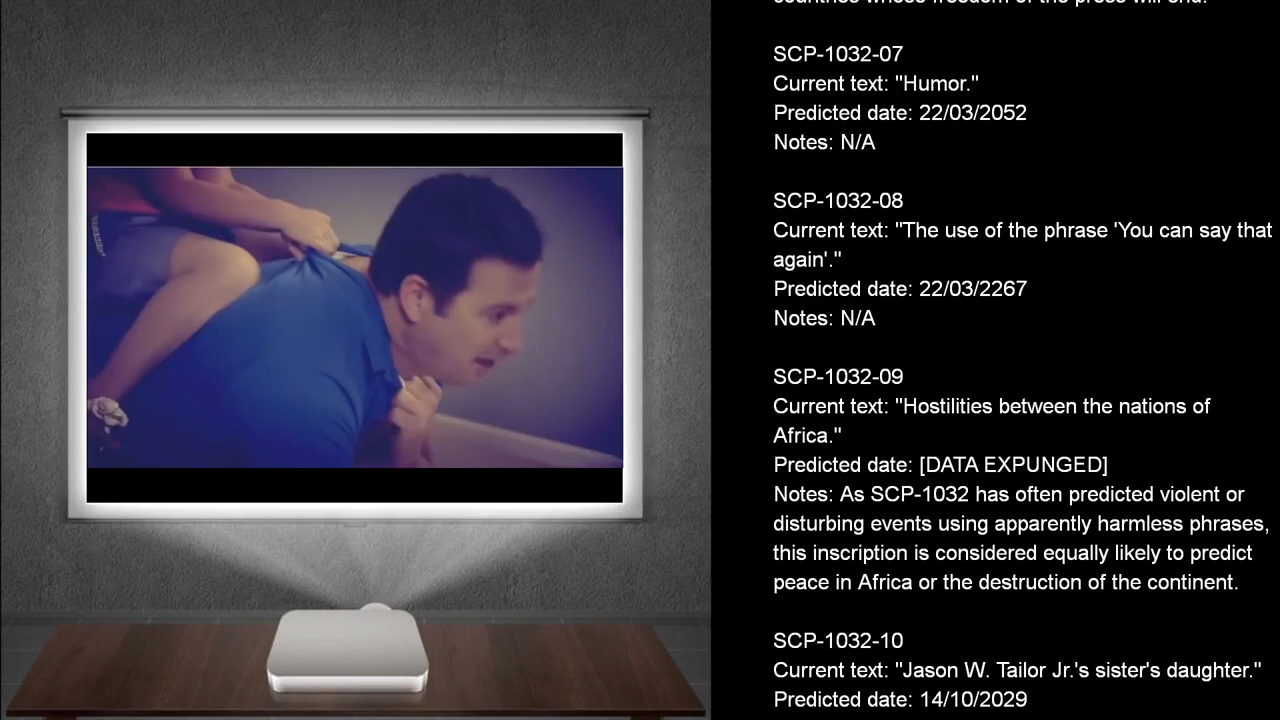 SCP-1032-07
Current text: "Humor."
Predicted date: 22/03/2052
Notes: N/A
SCP-1032-08
Current text: "The use of the phrase 'You can say that
again'."
Predicted date: 22/03/2267
Notes: N/A
SCP-1032-09
Current text: "Hostilities between the nations of
Africa."
Predicted date: [DATA EXPUNGED]
Notes: As SCP-1032 has often predicted violent or
disturbing events using apparently harmless phrases,
this inscription is considered equally likely to predict
peace in Africa or the destruction of the continent.
SCP-1032-10
Current text: "Jason W. Tailor Jr.'s sister's daughter."
Predicted date: 14/10/2029